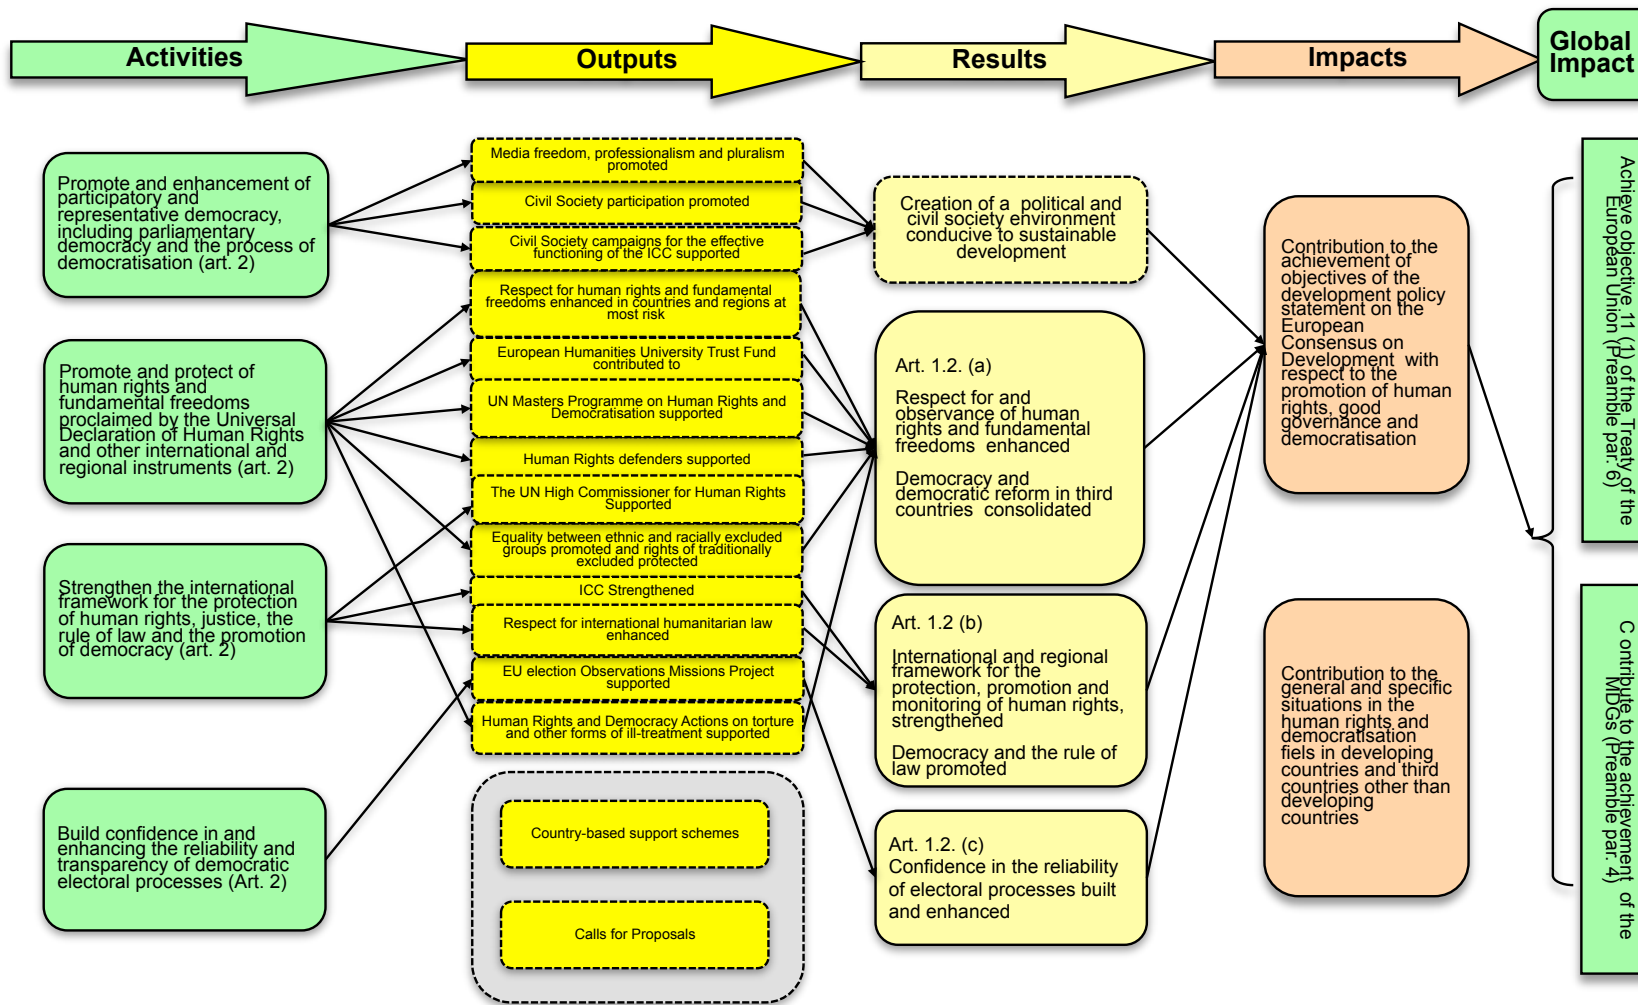 Activities
Outputs
Results
Impacts
Global
Impact
Promote and enhancement of
participatory and
representative democracy,
including parliamentary
democracy and the process of
democratisation (art. 2)
Promote and protect of
human rights and
fundamental freedoms
proclaimed by the Universal
Declaration of Human Rights
and other international and
regional instruments (art. 2)
Strengthen the international
framework for the protection
of human rights, justice, the
rule of law and the promotion
of democracy (art. 2)
Build confidence in and
enhancing the reliability and
transparency of democratic
electoral processes (Art. 2)
Media freedom, professionalism and pluralism
promoted
Civil Society participation promoted
Civil Society campaigns for the effective
functioning of the ICC supported
Respect for human rights and fundamental
freedoms enhanced in countries and regions at
most risk
European Humanities University Trust Fund
contributed to
UN Masters Programme on Human Rights and
Democratisation supported
Human Rights defenders supported
The UN High Commissioner for Human Rights
Supported
Equality between ethnic and racially excluded
groups promoted and rights of traditionally
excluded protected
ICC Strengthened
Respect for international humanitarian law
enhanced
EU election Observations Missions Project
supported
Human Rights and Democracy Actions on torture
and other forms of ill-treatment supported
Country-based support schemes
Calls for Proposals
Creation of a political and
civil society environment
conducive to sustainable
development
Art. 1.2. (a)
Respect for and
observance of human
rights and fundamental
freedoms enhanced
Democracy and
democratic reform in third
countries consolidated
Art. 1.2 (b)
International and regional
framework for the
protection, promotion and
monitoring of human rights,
strengthened
Democracy and the rule of
law promoted
Art. 1.2. (c)
Confidence in the reliability
of electoral processes built
and enhanced
Contribution to the
achievement of
objectives of the
development policy
statement on the
European
Consensus on
Development with
respect to the
promotion of human
rights, good
governance and
democratisation
Contribution to the
general and specific
situations in the
human rights and
democratisation
fiels in developing
countries and third
countries other than
developing
countries
Achieve objective 11 (1) of the Treaty of the
European Union (Preamble par. 6)
C ontribute to the achievement of the
MDGs (Preamble par. 4)